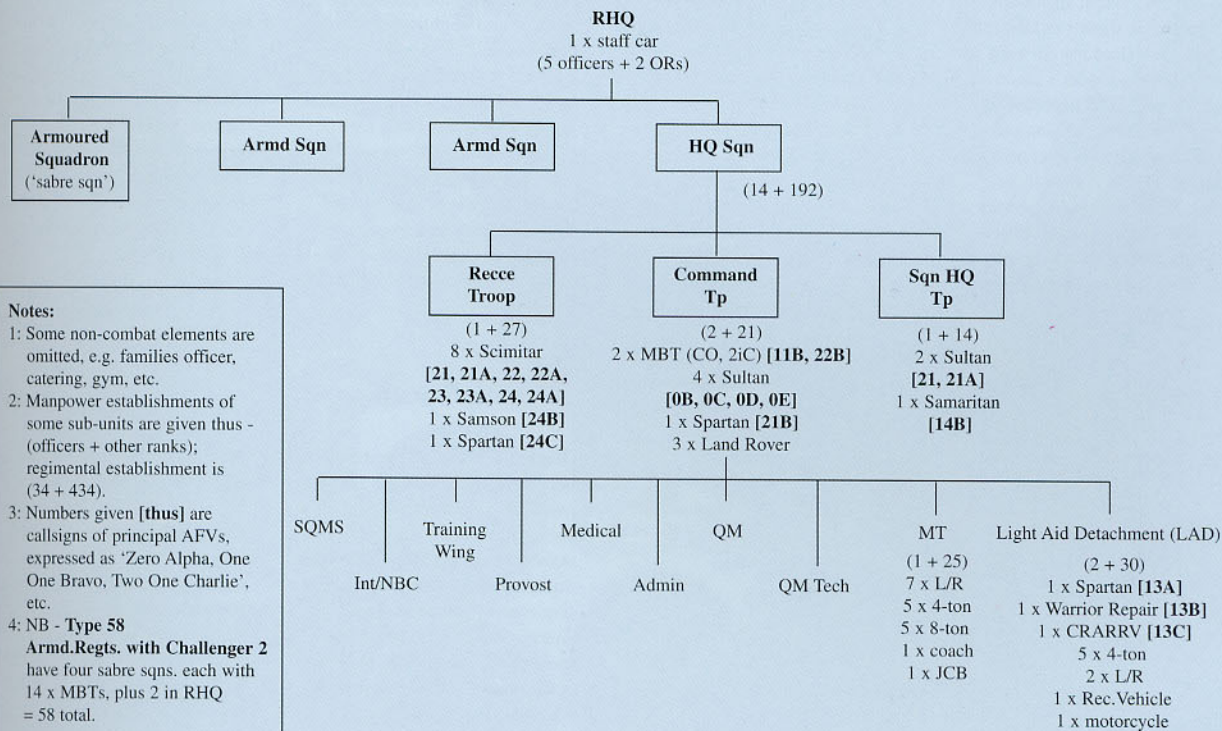 RHQ
1 x staff car
(5 officers + 2 ORs)
Armoured
Squadron
('sabre sqn')
Armd Sqn
Armd Sqn
HQ Sqn
(14 + 192)
Recce
Troop
(1 + 27)
8 x Scimitar
[21, 21A, 22, 22A,
23, 23A, 24, 24A]
1 x Samson [24B]
1 x Spartan [24C]
Command
Tp
(2 + 21)
2 x MBT (CO, 2iC) [11B, 22B]
4 x Sultan
[0B, 0C, 0D, 0E]
1 x Spartan [21B]
3 x Land Rover
Sqn HQ
Tp
(1 + 14)
2 x Sultan
[21, 21A]
1 x Samaritan
[14B]
SQMS
Int/NBC
Training
Wing
Provost
Medical
Admin
QM
QM Tech
MT
(1 + 25)
7 x L/R
5 x 4-ton
5 x 8-ton
1 x coach
1 x JCB
Light Aid Detachment (LAD)
(2 + 30)
1 x Spartan [13A]
1 x Warrior Repair [13B]
1 x CRARRV [13C]
5 x 4-ton
2 x L/R
1 x Rec.Vehicle
1 x motorcycle
Notes:
1: Some non-combat elements are
omitted, e.g. families officer,
catering, gym, etc.
2: Manpower establishments of
some sub-units are given thus -
(officers + other ranks);
regimental establishment is
(34 + 434).
3: Numbers given [thus] are
callsigns of principal AFVs,
expressed as 'Zero Alpha, One
One Bravo, Two One Charlie',
etc.
4: NB - Type 58
Armd.Regts. with Challenger 2
have four sabre sqns. each with
14 x MBTs, plus 2 in RHQ
= 58 total.